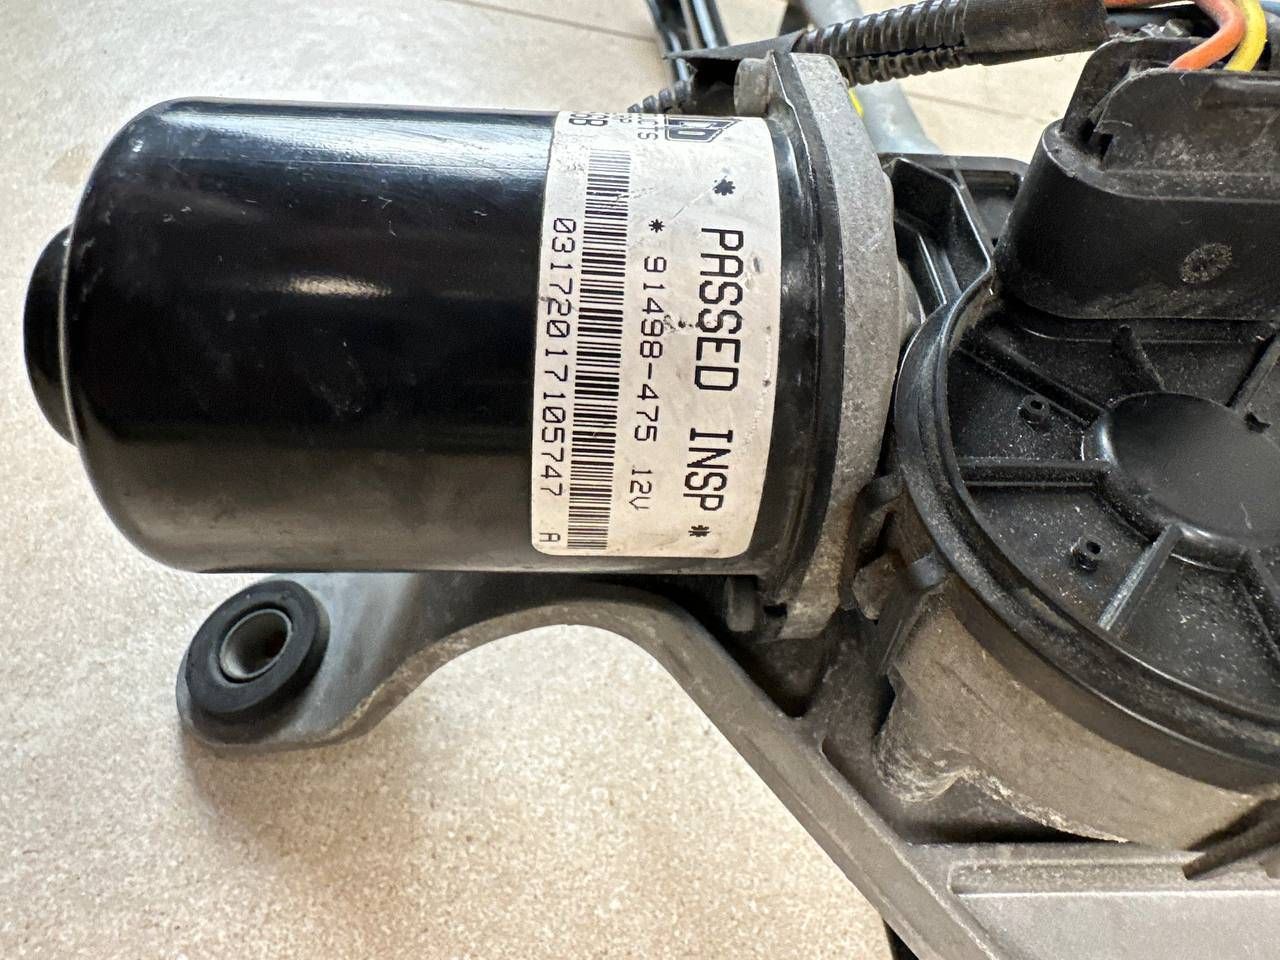 * PASSED INSP *
* 91498-475 12V
03172017105747 A